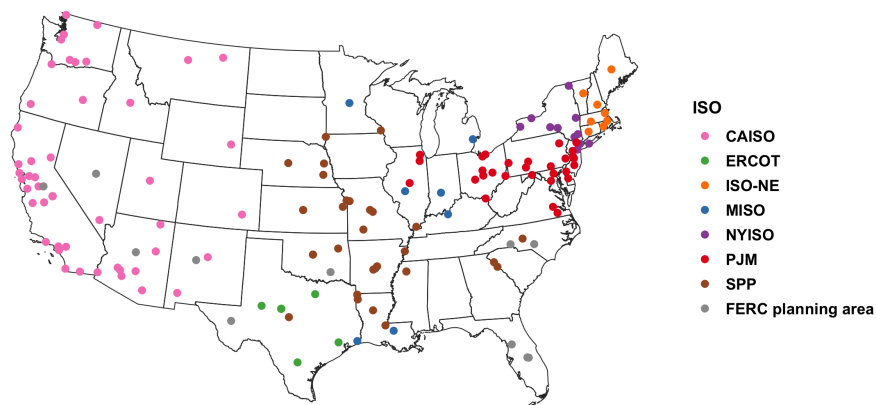 ISO
CAISO
ERCOT
ISO-NE
MISO
NYISO
PJM
SPP
FERC planning area